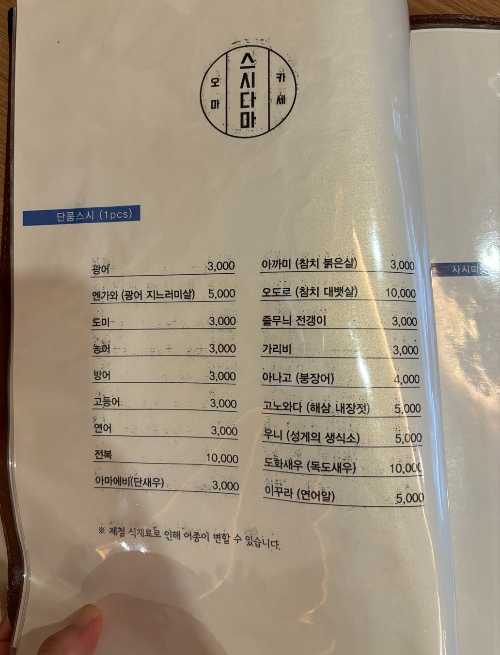 오마
스시다마
카세
단품스시 (1pcs)
광어 3,000
엔가와 (광어 지느러미살) 5,000
도미 3,000
농어 3,000
방어 3,000
고등어 3,000
연어 3,000
전복 10,000
아마에비(단새우) 3,000
아까미 (참치 붉은살) 3,000
오도로 (참치 대뱃살) 10,000
줄무늬 전갱이 3,000
가리비 3,000
아나고 (붕장어) 4,000
고노와다 (해삼 내장젓) 5,000
우니 (성게의 생식소) 5,000
도화새우 (독도새우) 10,000
이꾸라 (연어알) 5,000
※ 제철 식재료로 인해 어종이 변할 수 있습니다.
사시미